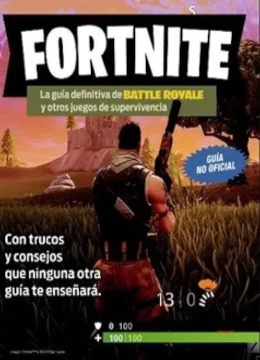 S
FORTNITE
La guía definitiva de BATTLE ROYALE
y otros juegos de supervivencia
GUÍA
NO OFICIAL
Con trucos
y consejos
que ninguna otra
guía te enseñará.
13 | 0
0 100
100 | 100